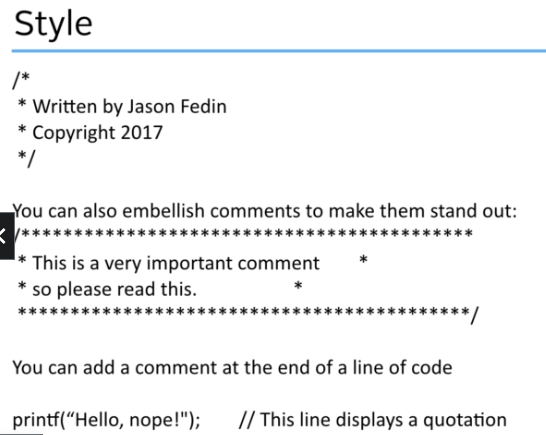 Style
/*
* Written by Jason Fedin
* Copyright 2017
*/
You can also embellish comments to make them stand out:
/*******************************************
* This is a very important comment *
* so please read this. *
*******************************************/
You can add a comment at the end of a line of code
printf(“Hello, nope!"); // This line displays a quotation